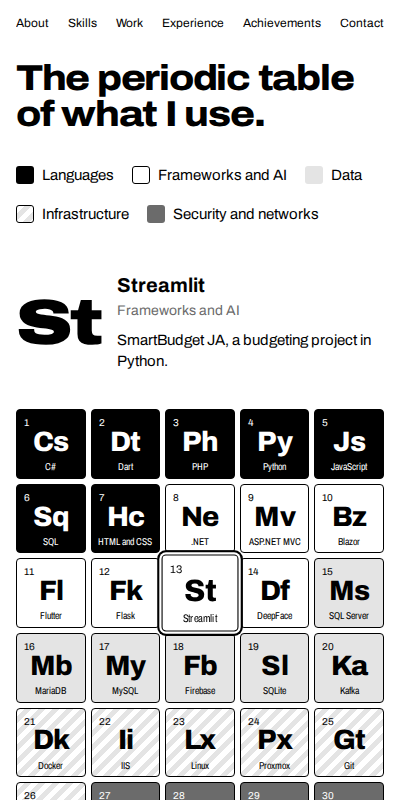 About Skills Work Experience Achievements Contact
The periodic table
of what I use.
Languages Frameworks and AI Data
Infrastructure Security and networks
St
Streamlit
Frameworks and AI
SmartBudget JA, a budgeting project in
Python.
1 2 3 4 5
Cs Dt Ph Py Js
C# Dart PHP Python JavaScript
6 7 8 9 10
Sq Hc Ne Mv Bz
SQL HTML and CSS .NET ASP.NET MVC Blazor
11 12 13 14 15
Fl Fk St Df Ms
Flutter Flask Streamlit DeepFace SQL Server
16 17 18 19 20
Mb My Fb Sl Ka
MariaDB MySQL Firebase SQLite Kafka
21 22 23 24 25
Dk Ii Lx Px Gt
Docker IIS Linux Proxmox Git
26 27 28 29 30